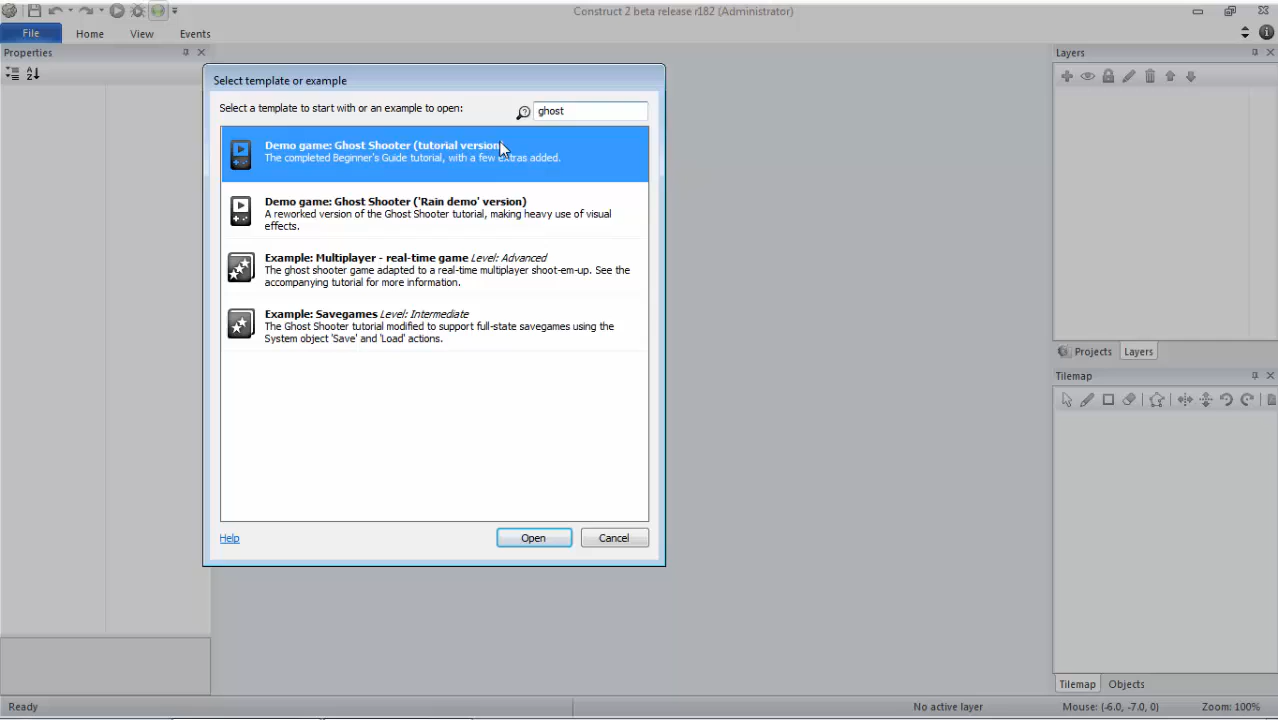 Construct 2 beta release r182 (Administrator)
File
Home
View
Events
Properties
Layers
Select template or example
Select a template to start with or an example to open:
ghost
Demo game: Ghost Shooter (tutorial version
The completed Beginner's Guide tutorial, with a few extras added.
Demo game: Ghost Shooter ('Rain demo' version)
A reworked version of the Ghost Shooter tutorial, making heavy use of visual
effects.
Example: Multiplayer - real-time game Level: Advanced
The ghost shooter game adapted to a real-time multiplayer shoot-em-up. See the
accompanying tutorial for more information.
Example: Savegames Level: Intermediate
The Ghost Shooter tutorial modified to support full-state savegames using the
System object 'Save' and 'Load' actions.
Help
Open
Cancel
Projects
Layers
Tilemap
Tilemap
Objects
Ready
No active layer
Mouse: (-6.0, -7.0, 0)
Zoom: 100%